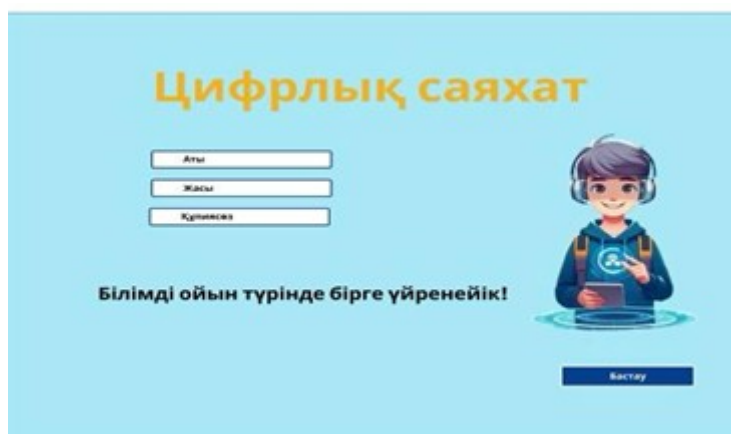 Цифрлық саяхат
Аты
Жасы
Құпиясөз
Білімді ойын түрінде бірге үйренейік!
Бастау